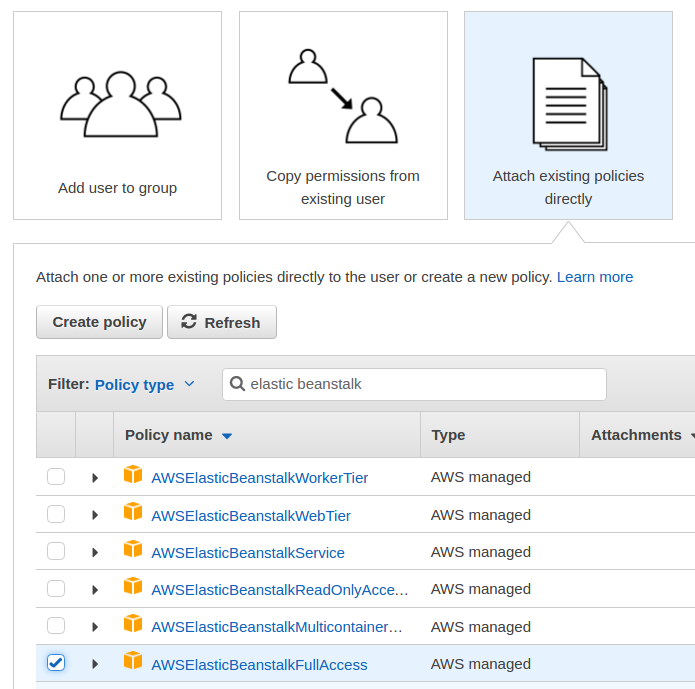 Add user to group
Copy permissions from
existing user
Attach existing policies
directly
Attach one or more existing policies directly to the user or create a new policy. Learn more
Create policy Refresh
Filter: Policy type elastic beanstalk
Policy name Type Attachments
AWSElasticBeanstalkWorkerTier AWS managed
AWSElasticBeanstalkWebTier AWS managed
AWSElasticBeanstalkService AWS managed
AWSElasticBeanstalkReadOnlyAcce... AWS managed
AWSElasticBeanstalkMulticontainer... AWS managed
AWSElasticBeanstalkFullAccess AWS managed